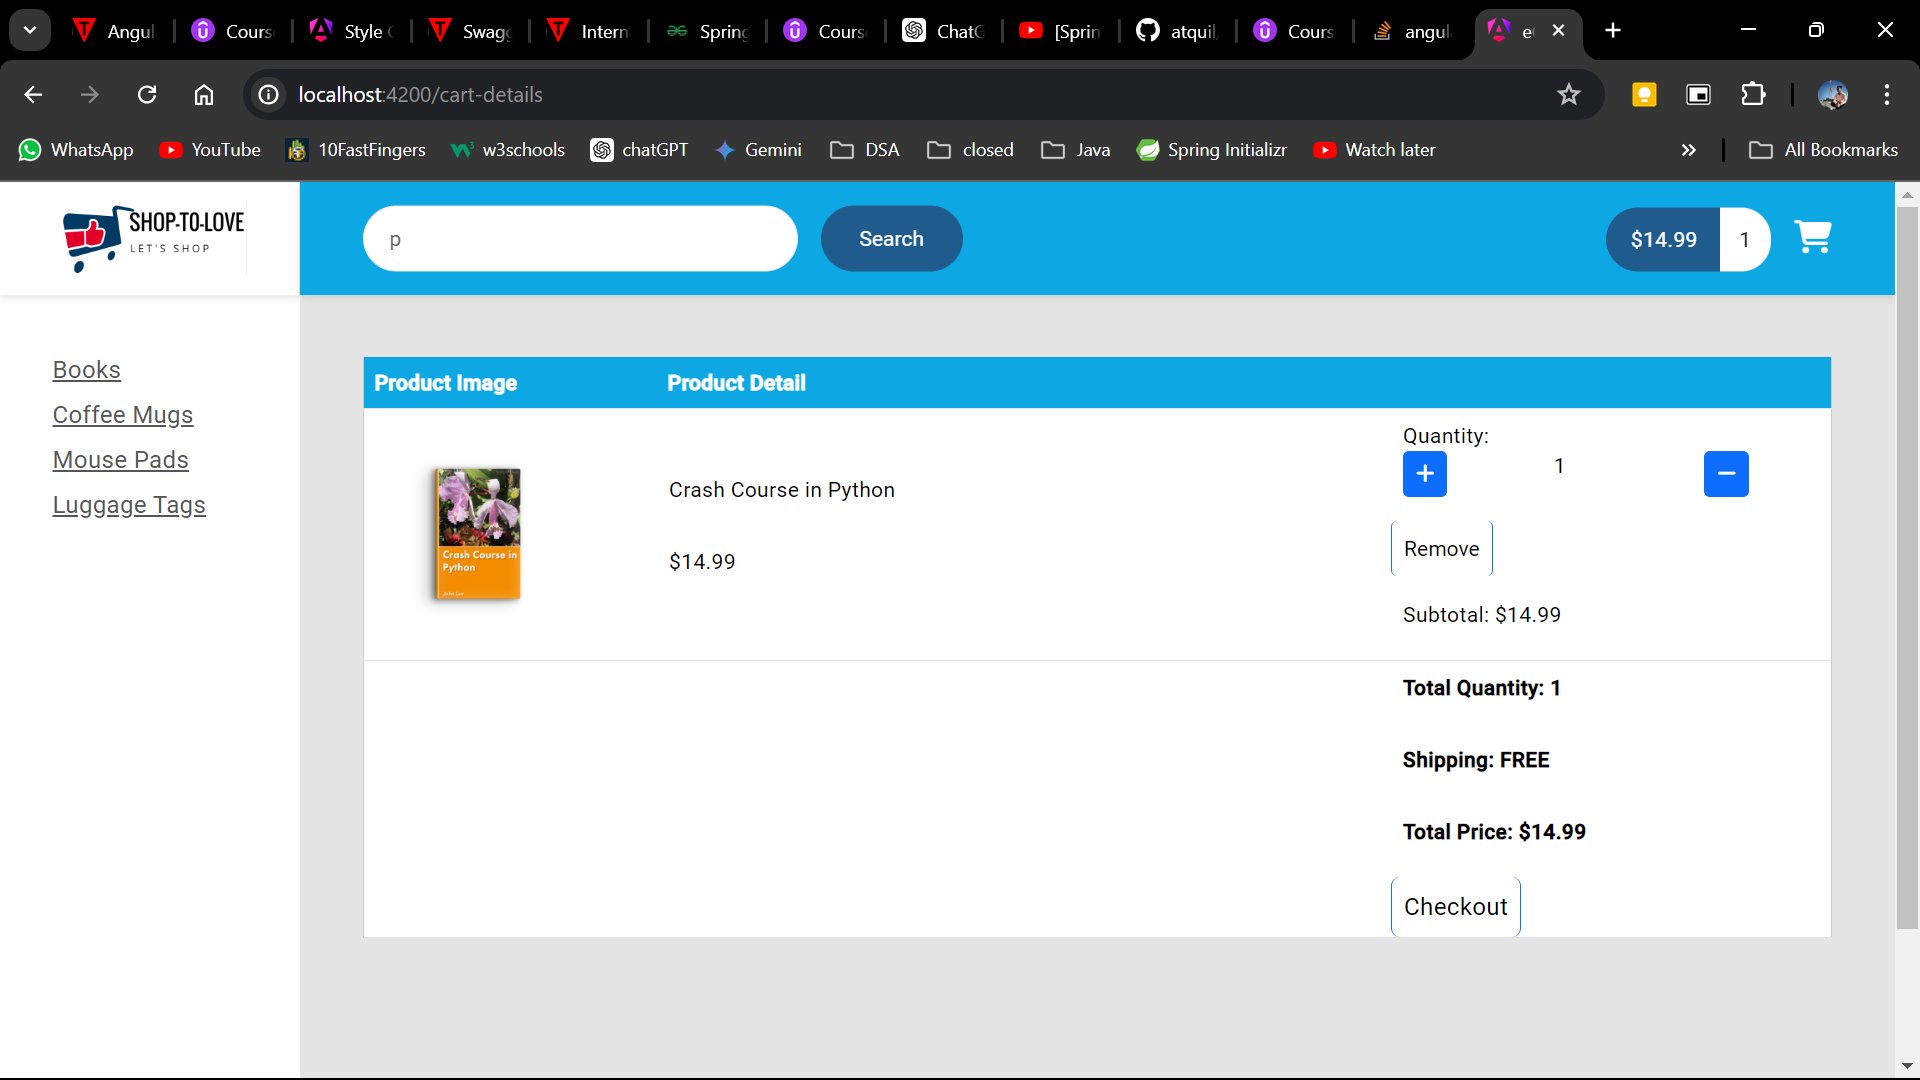 Angul
Cours
Style
Swagg
Intern
Spring
Cours
ChatG
[Sprin
atquil
Cours
angul
e
localhost:4200/cart-details
WhatsApp
YouTube
10FastFingers
w3schools
chatGPT
Gemini
DSA
closed
Java
Spring Initializr
Watch later
All Bookmarks
SHOP-TO-LOVE
LET'S SHOP
p
Search
$14.99
1
Books
Coffee Mugs
Mouse Pads
Luggage Tags
Product Image
Product Detail
Crash Course in
Python
Crash Course in Python
$14.99
Quantity:
+
1
−
Remove
Subtotal: $14.99
Total Quantity: 1
Shipping: FREE
Total Price: $14.99
Checkout